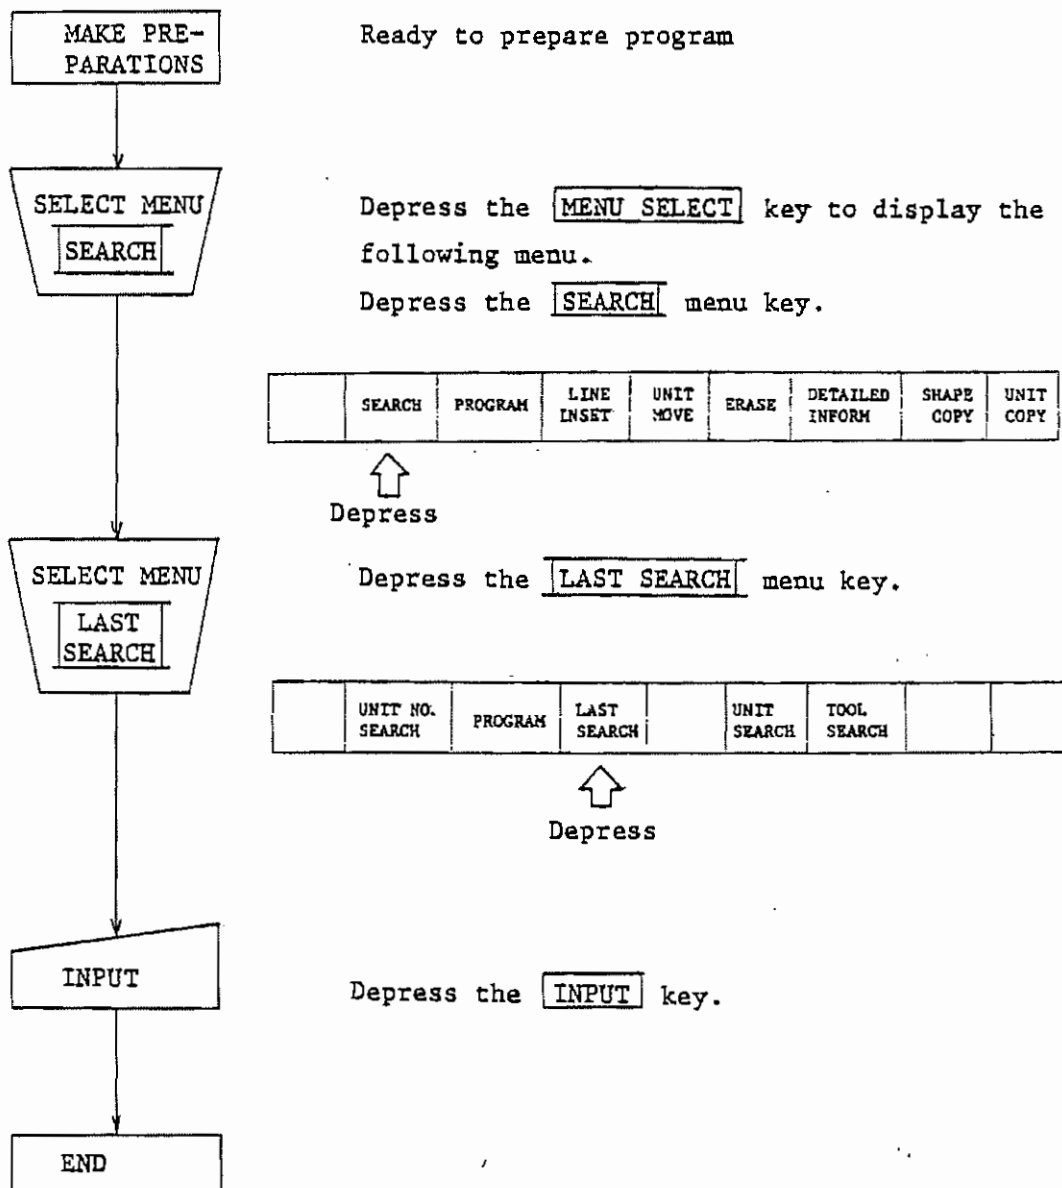 MAKE PRE-
PARATIONS
Ready to prepare program
SELECT MENU
SEARCH
Depress the MENU SELECT key to display the
following menu.
Depress the SEARCH menu key.
SEARCH PROGRAM LINE INSET UNIT MOVE ERASE DETAILED INFORM SHAPE COPY UNIT COPY
Depress
SELECT MENU
LAST
SEARCH
Depress the LAST SEARCH menu key.
UNIT NO. SEARCH PROGRAM LAST SEARCH UNIT SEARCH TOOL SEARCH
Depress
INPUT
Depress the INPUT key.
END